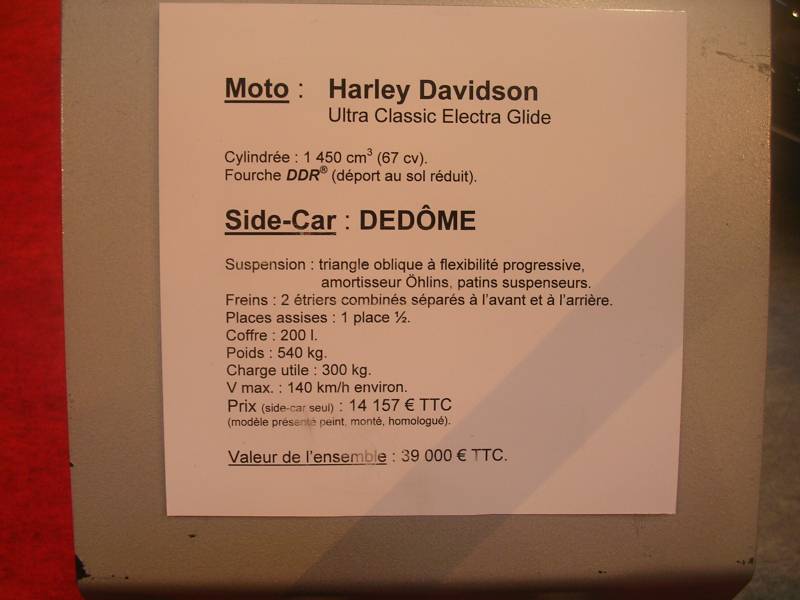 Moto : Harley Davidson
Ultra Classic Electra Glide
Cylindrée : 1 450 cm³ (67 cv).
Fourche DDR® (déport au sol réduit).
Side-Car : DEDÔME
Suspension : triangle oblique à flexibilité progressive,
amortisseur Öhlins, patins suspenseurs.
Freins : 2 étriers combinés séparés à l'avant et à l'arrière.
Places assises : 1 place ½.
Coffre : 200 l.
Poids : 540 kg.
Charge utile : 300 kg.
V max. : 140 km/h environ.
Prix (side-car seul) : 14 157 € TTC
(modèle présenté peint, monté, homologué).
Valeur de l'ensemble : 39 000 € TTC.